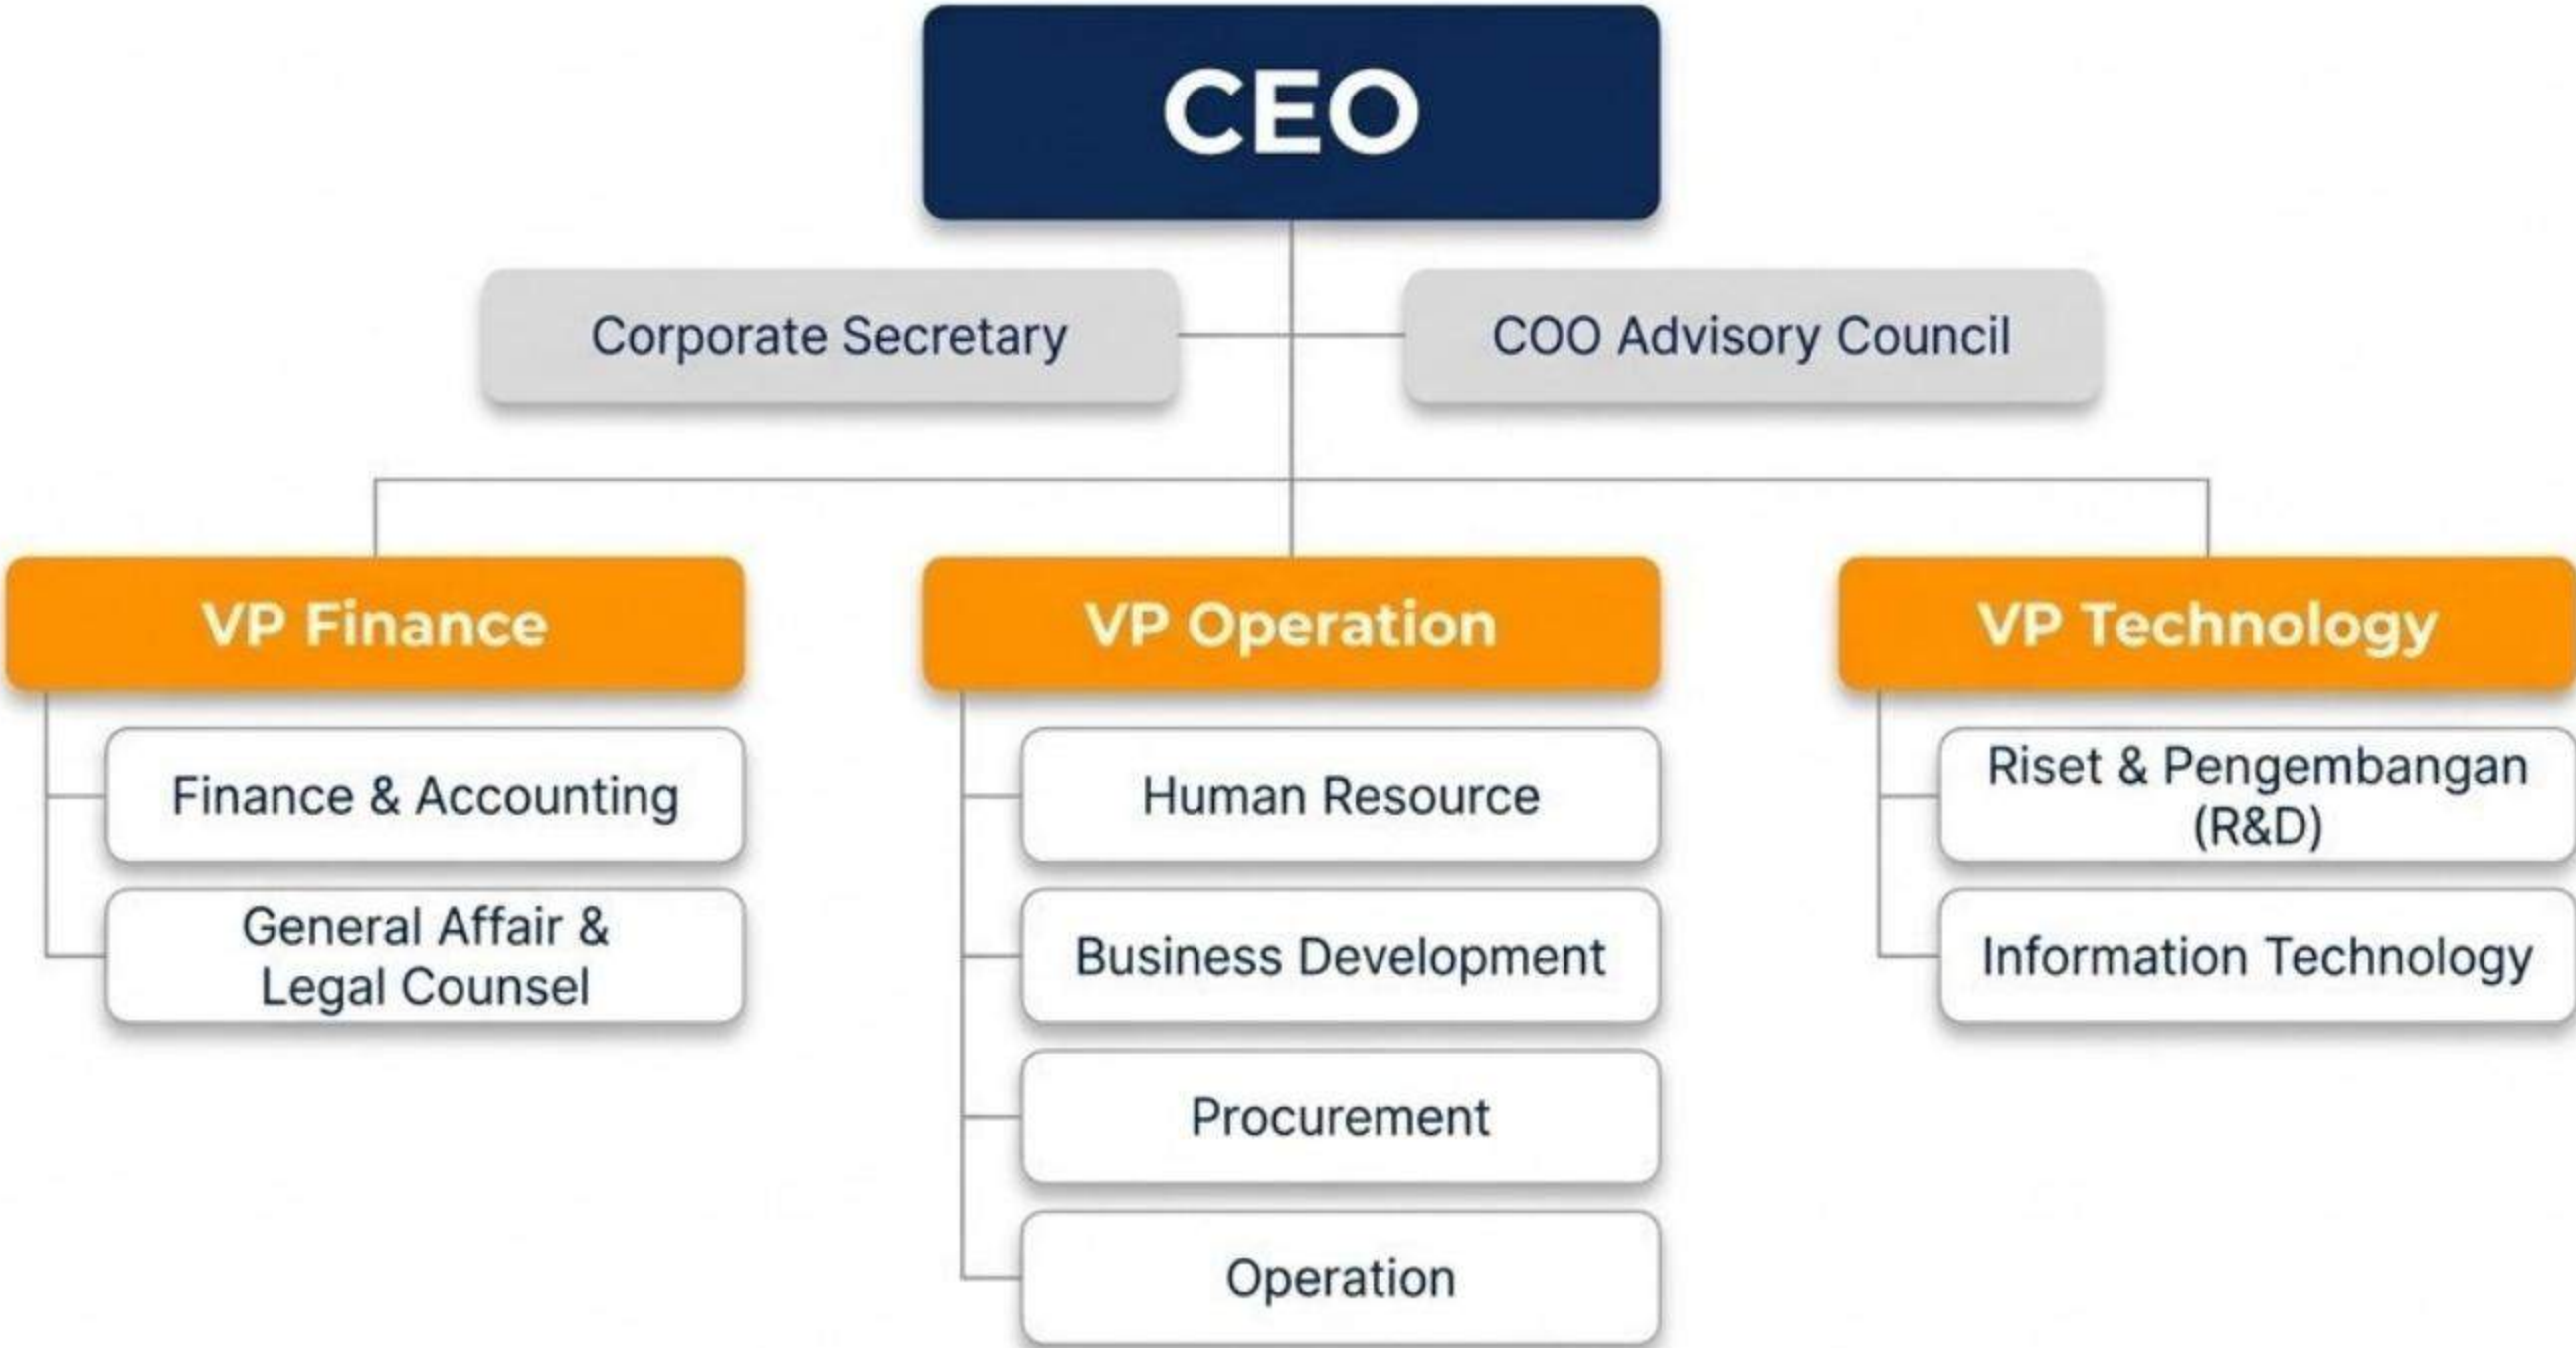 CEO
Corporate Secretary
COO Advisory Council
VP Finance
Finance & Accounting
General Affair &
Legal Counsel
VP Operation
Human Resource
Business Development
Procurement
Operation
VP Technology
Riset & Pengembangan
(R&D)
Information Technology